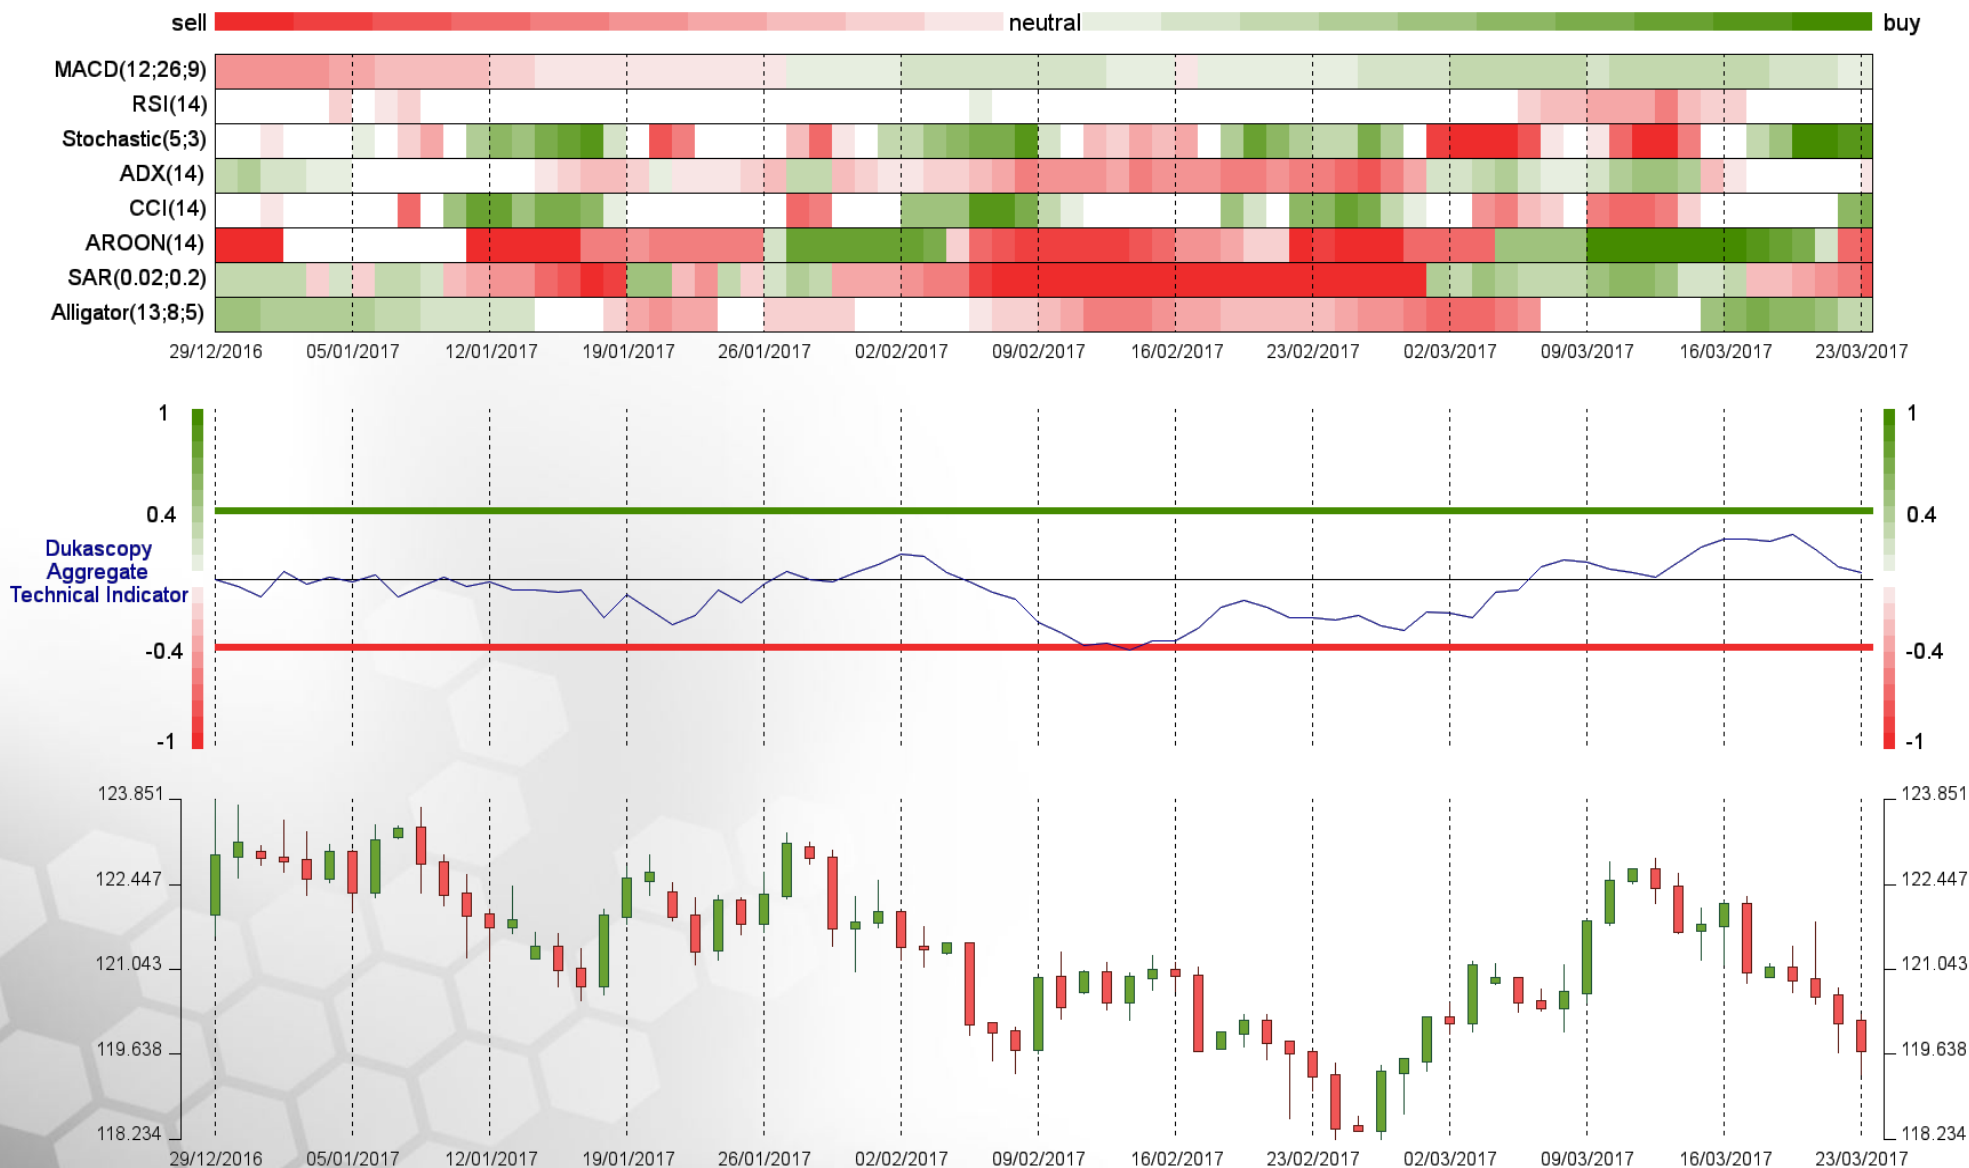 sell neutral buy
MACD(12;26;9)
RSI(14)
Stochastic(5;3)
ADX(14)
CCI(14)
AROON(14)
SAR(0.02;0.2)
Alligator(13;8;5)
29/12/2016 05/01/2017 12/01/2017 19/01/2017 26/01/2017 02/02/2017 09/02/2017 16/02/2017 23/02/2017 02/03/2017 09/03/2017 16/03/2017 23/03/2017
1 1
0.4 0.4
Dukascopy
Aggregate
Technical Indicator
-0.4 -0.4
-1 -1
123.851 123.851
122.447 122.447
121.043 121.043
119.638 119.638
118.234 118.234
29/12/2016 05/01/2017 12/01/2017 19/01/2017 26/01/2017 02/02/2017 09/02/2017 16/02/2017 23/02/2017 02/03/2017 09/03/2017 16/03/2017 23/03/2017